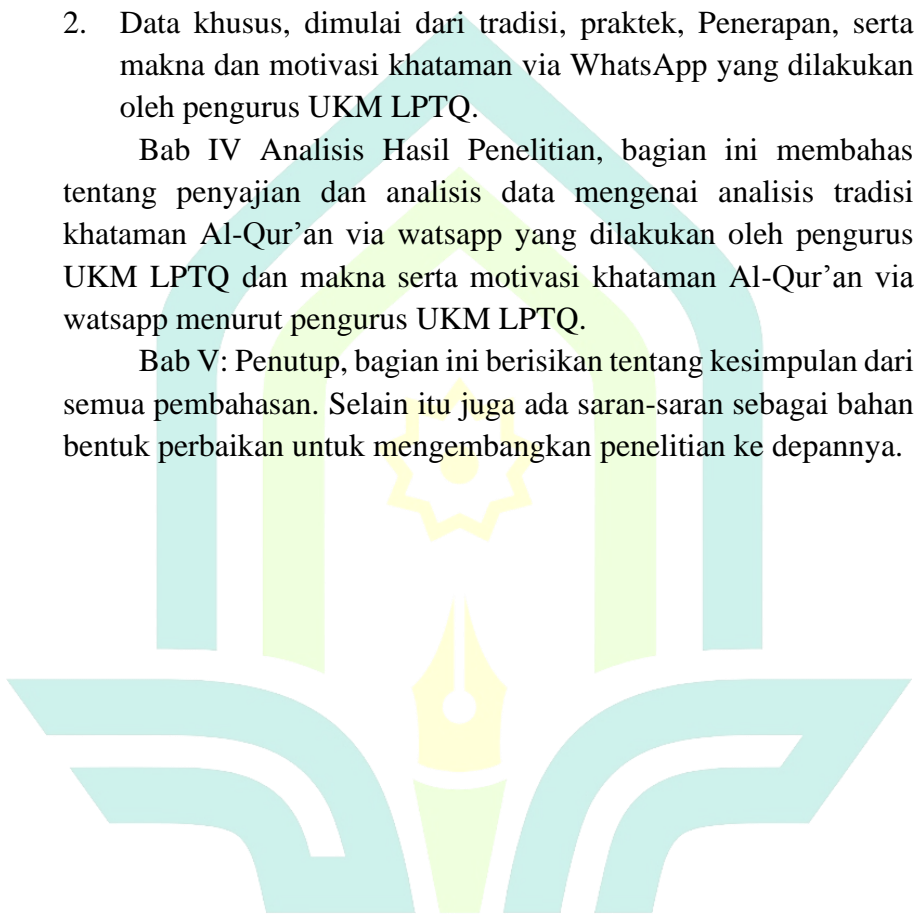 2. Data khusus, dimulai dari tradisi, praktek, Penerapan, serta
makna dan motivasi khataman via WhatsApp yang dilakukan
oleh pengurus UKM LPTQ.
Bab IV Analisis Hasil Penelitian, bagian ini membahas
tentang penyajian dan analisis data mengenai analisis tradisi
khataman Al-Qur’an via watsapp yang dilakukan oleh pengurus
UKM LPTQ dan makna serta motivasi khataman Al-Qur’an via
watsapp menurut pengurus UKM LPTQ.
Bab V: Penutup, bagian ini berisikan tentang kesimpulan dari
semua pembahasan. Selain itu juga ada saran-saran sebagai bahan
bentuk perbaikan untuk mengembangkan penelitian ke depannya.